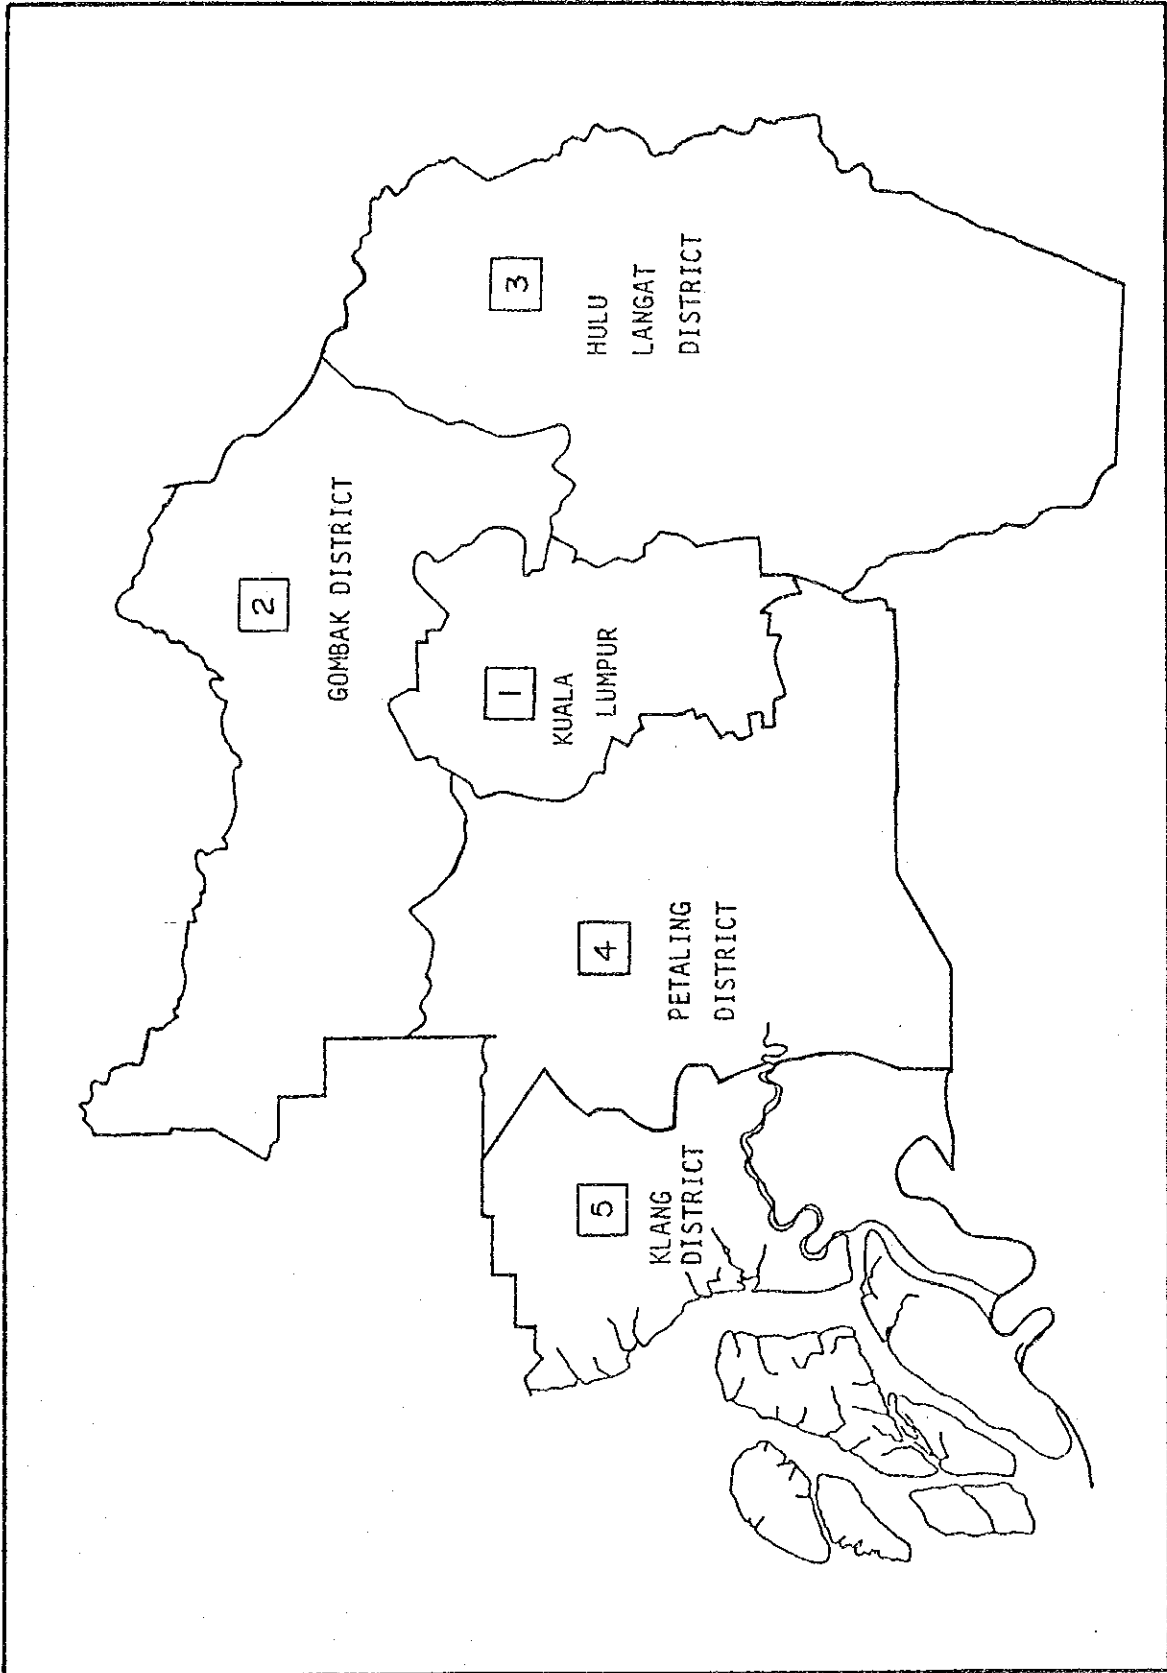 1
KUALA
LUMPUR
2
GOMBAK DISTRICT
3
HULU
LANGAT
DISTRICT
4
PETALING
DISTRICT
5
KLANG
DISTRICT